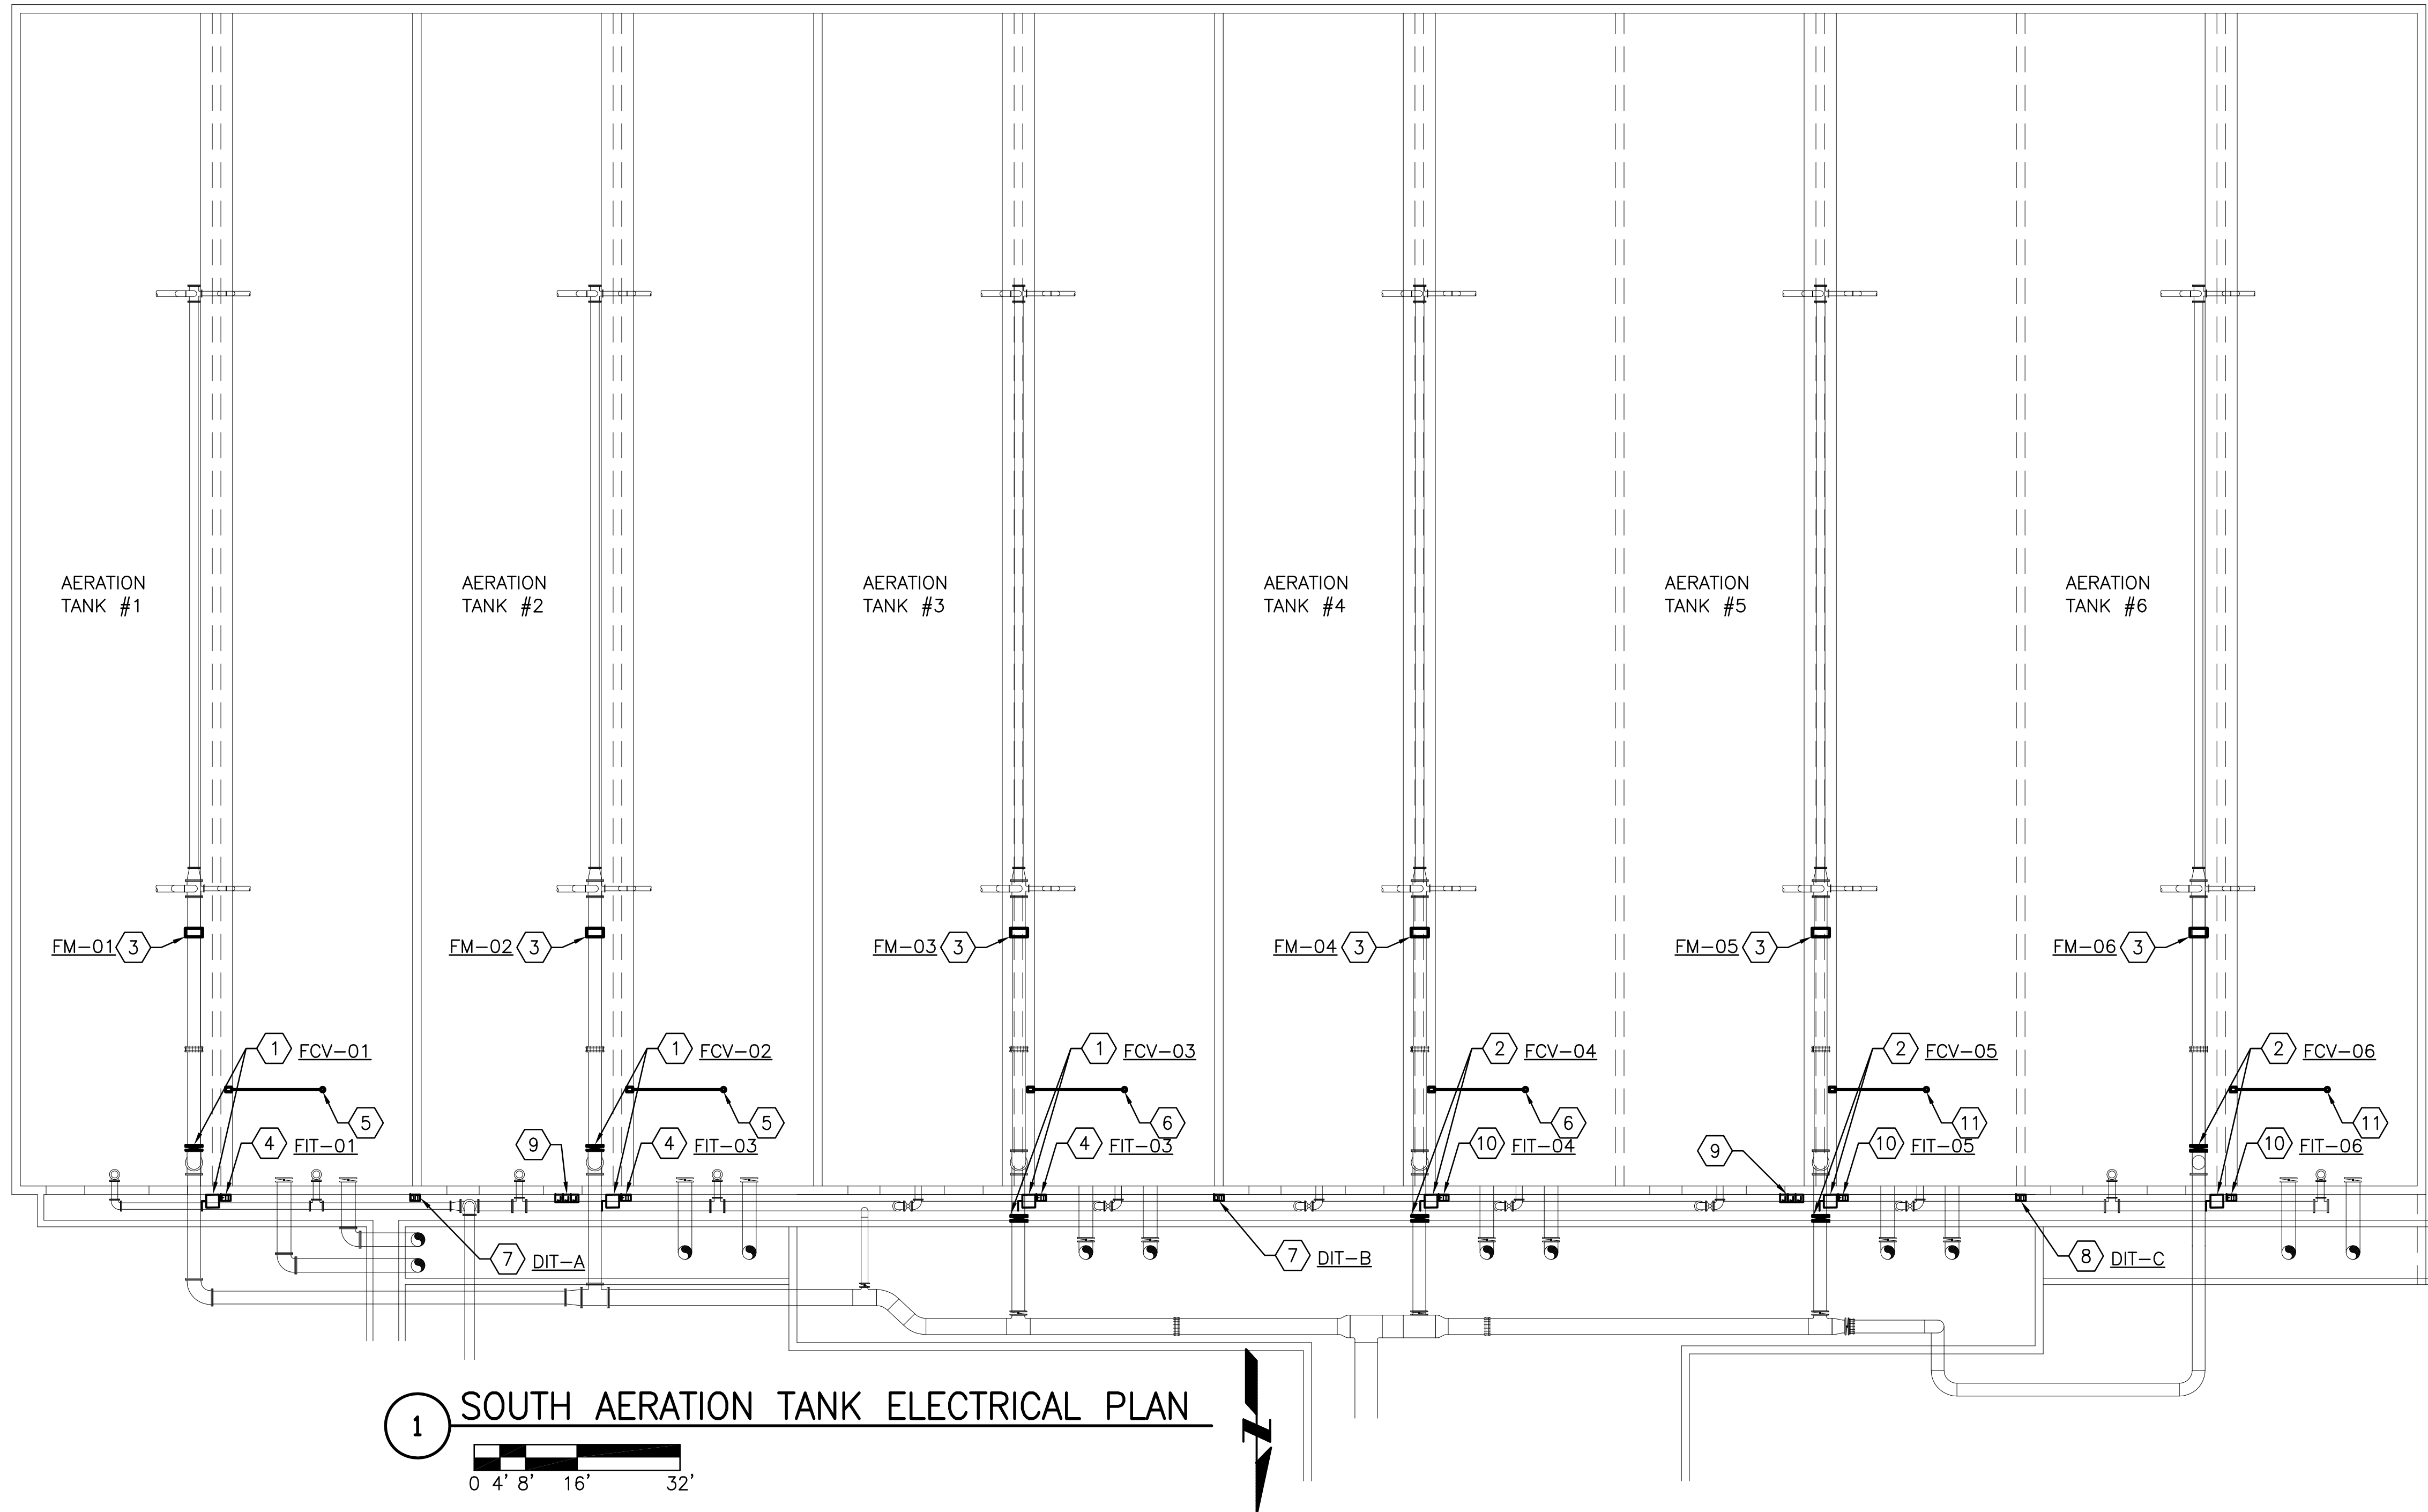 AERATION
TANK #1
AERATION
TANK #2
AERATION
TANK #3
AERATION
TANK #4
AERATION
TANK #5
AERATION
TANK #6
FM-01 3
FM-02 3
FM-03 3
FM-04 3
FM-05 3
FM-06 3
1 FCV-01
1 FCV-02
1 FCV-03
2 FCV-04
2 FCV-05
2 FCV-06
5
5
6
6
11
11
4 FIT-01
9
4 FIT-03
4 FIT-03
10 FIT-04
9
10 FIT-05
10 FIT-06
7 DIT-A
7 DIT-B
8 DIT-C
1 SOUTH AERATION TANK ELECTRICAL PLAN
0 4' 8' 16' 32'
N